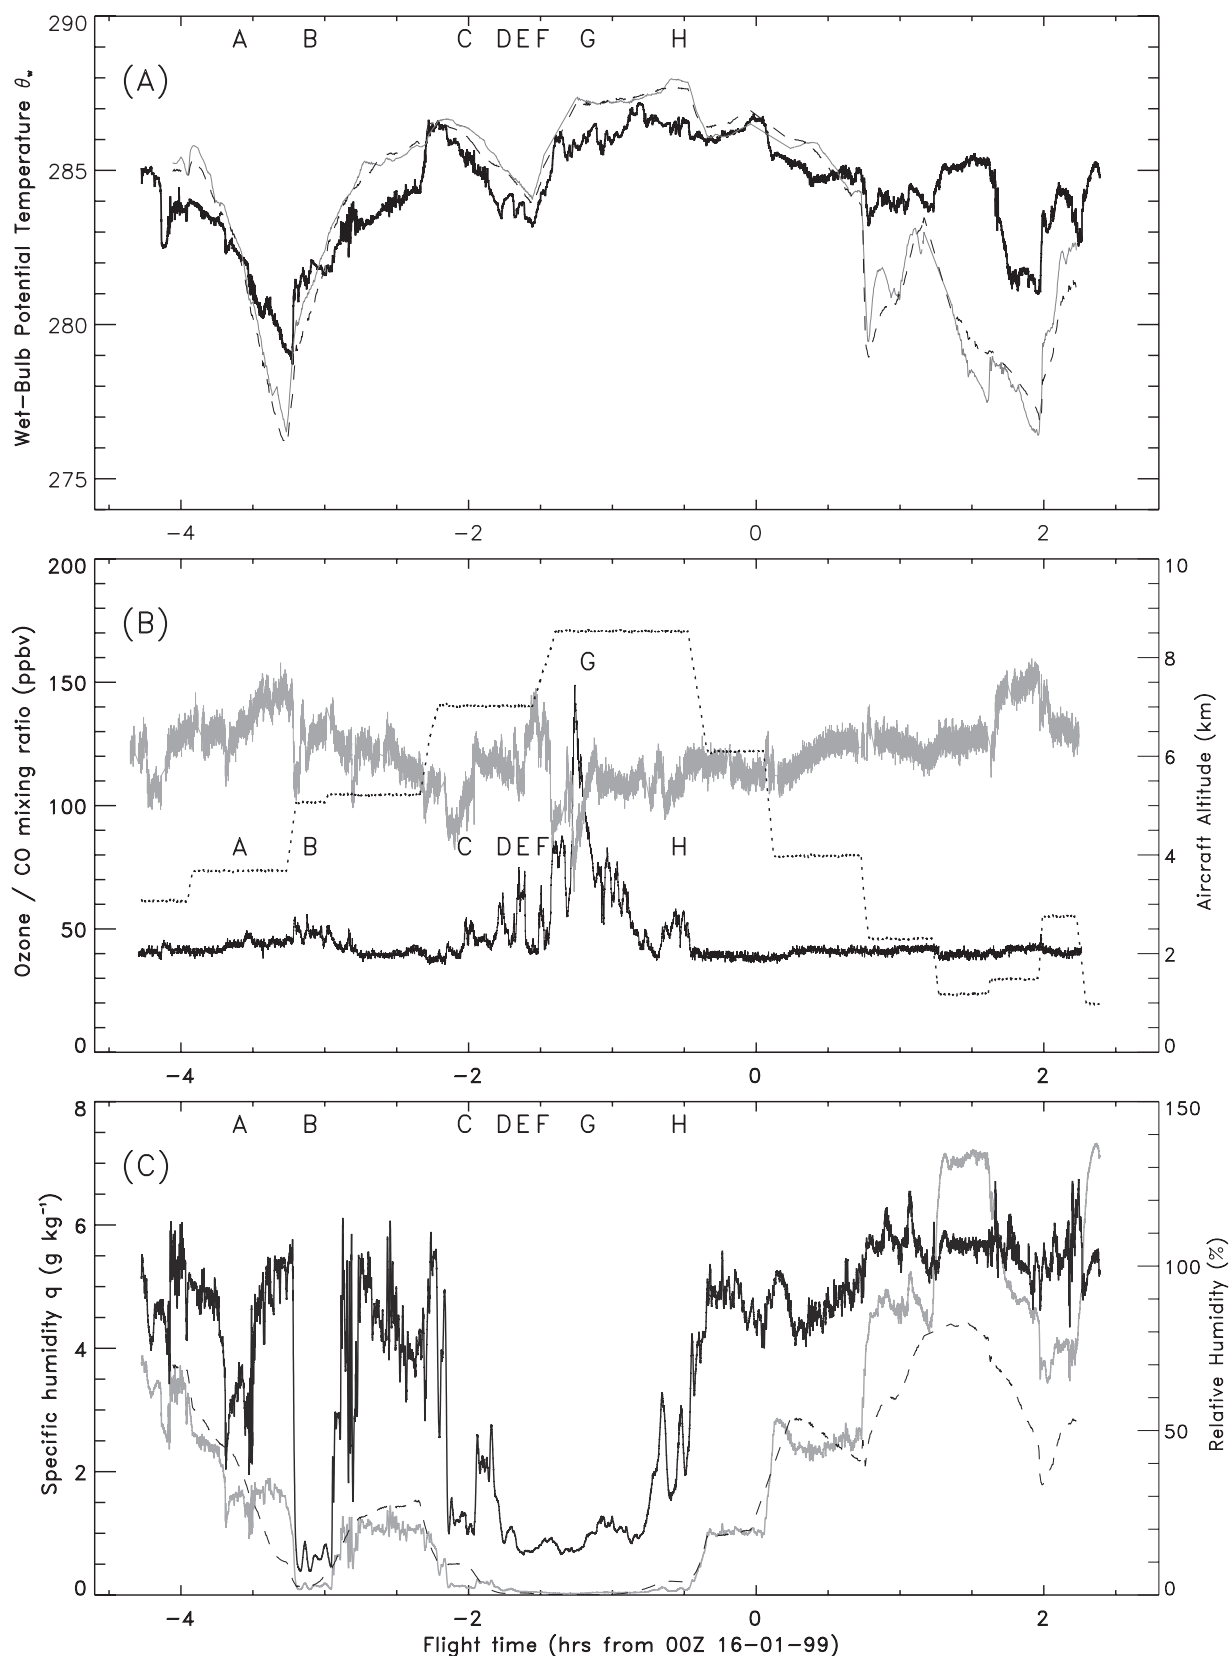 290
A B C D E F G H
(A)
285
280
275
Wet-Bulb Potential Temperature θw
-4 -2 0 2
200 10
(B)
G
150 8
6
100
A B C D E F H 4
50
2
0 0
Ozone / CO mixing ratio (ppbv)
Aircraft Altitude (km)
-4 -2 0 2
8 150
A B C D E F G H
(C)
6
100
4
50
2
0 0
Specific humidity q (g kg⁻¹)
Relative Humidity (%)
-4 -2 0 2
Flight time (hrs from 00Z 16-01-99)